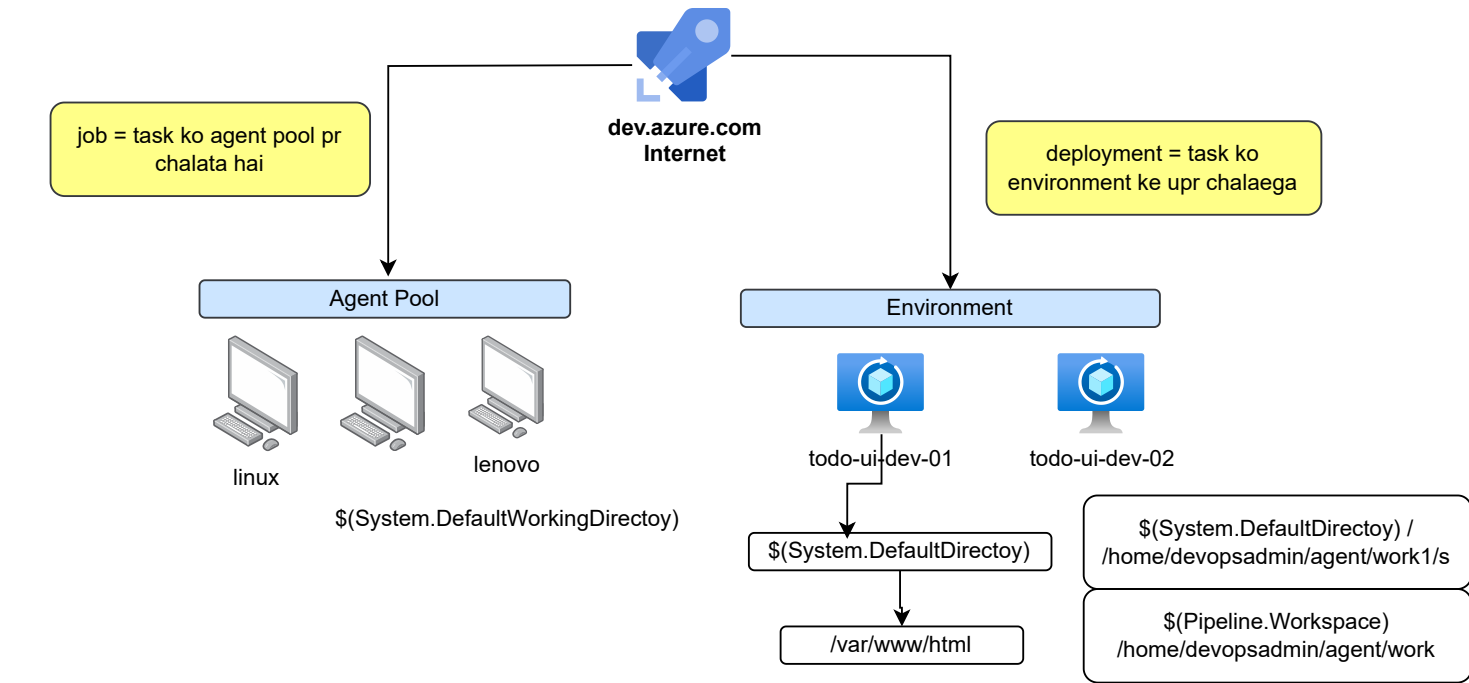 dev.azure.com
Internet
job = task ko agent pool pr
chalata hai
deployment = task ko
environment ke upr chalaega
Agent Pool
Environment
linux
lenovo
$(System.DefaultWorkingDirectoy)
todo-ui-dev-01
todo-ui-dev-02
$(System.DefaultDirectoy)
/var/www/html
$(System.DefaultDirectoy) /
/home/devopsadmin/agent/work1/s
$(Pipeline.Workspace)
/home/devopsadmin/agent/work